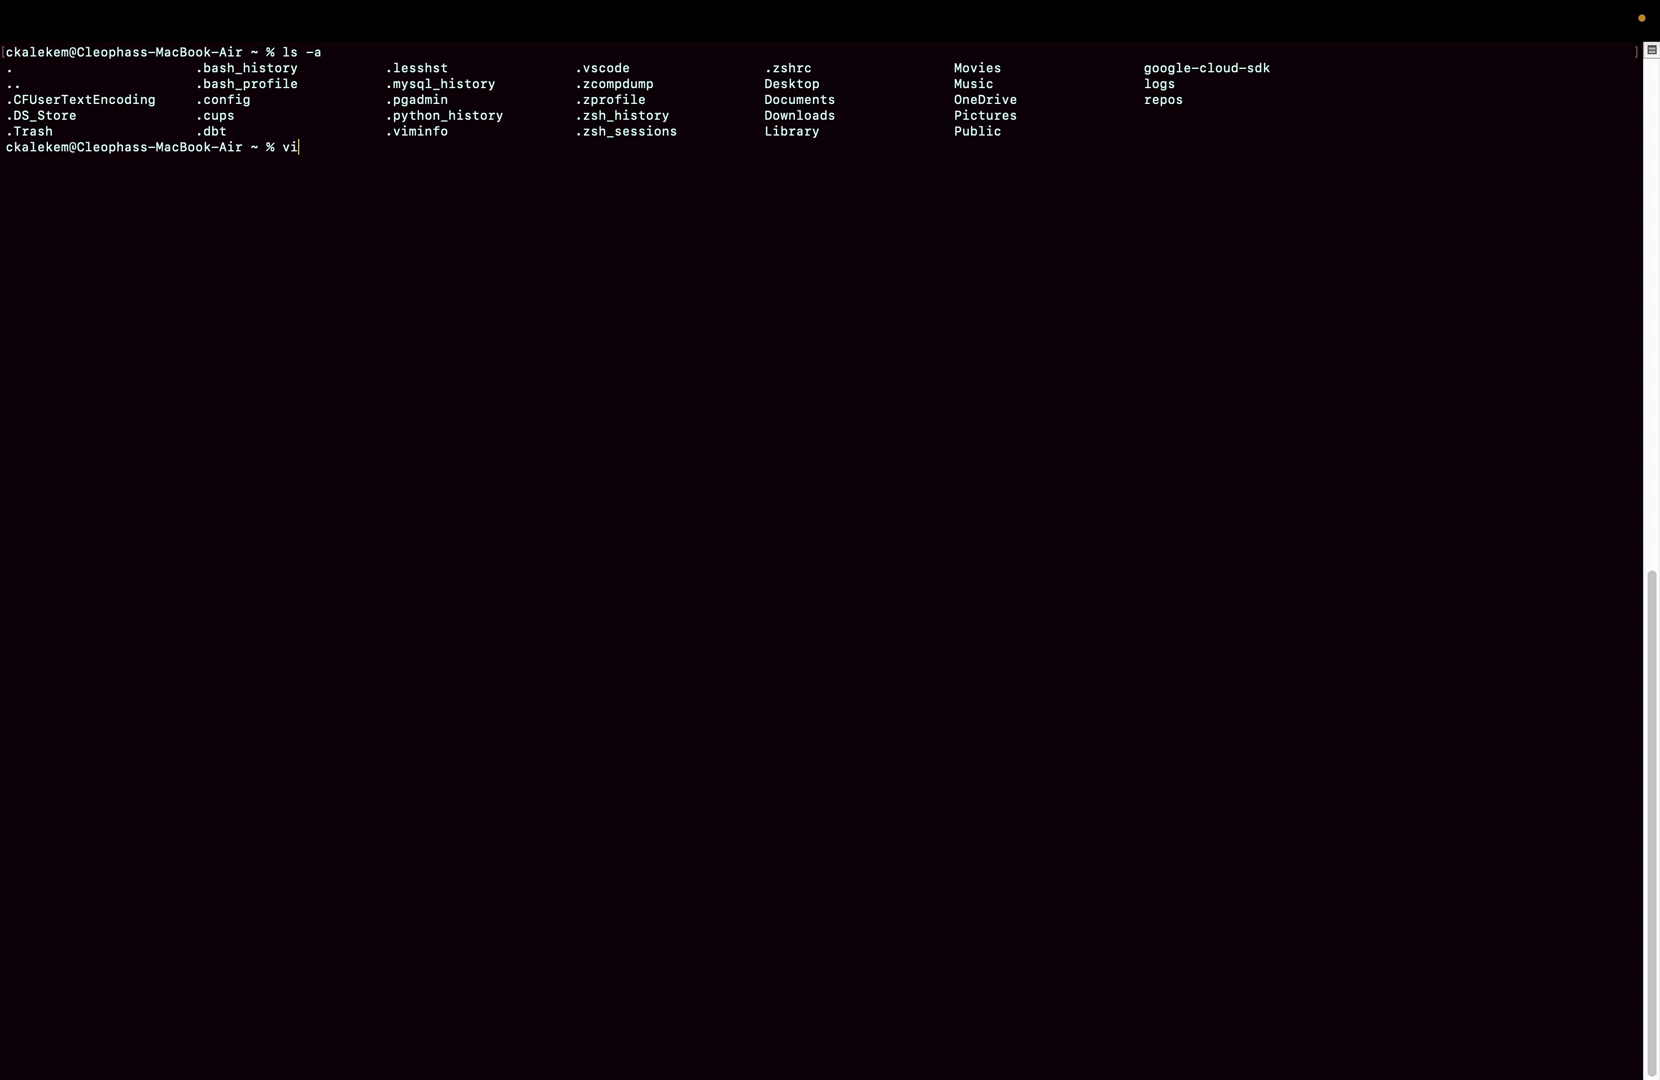 [ckalekem@Cleophass-MacBook-Air ~ % ls -a ]
. .bash_history .lesshst .vscode .zshrc Movies google-cloud-sdk
.. .bash_profile .mysql_history .zcompdump Desktop Music logs
.CFUserTextEncoding .config .pgadmin .zprofile Documents OneDrive repos
.DS_Store .cups .python_history .zsh_history Downloads Pictures
.Trash .dbt .viminfo .zsh_sessions Library Public
ckalekem@Cleophass-MacBook-Air ~ % vi